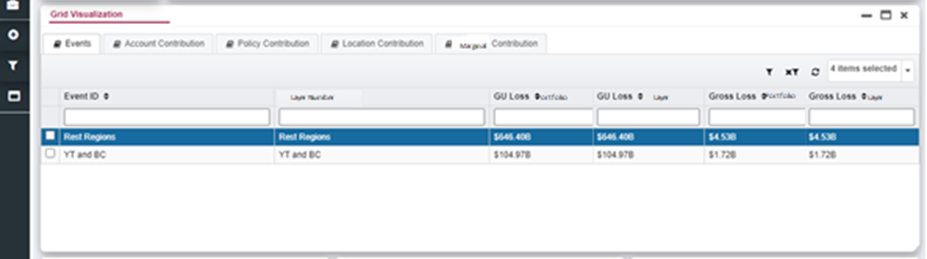 Grid Visualization
Events Account Contribution Policy Contribution Location Contribution Marginal Contribution
4 items selected
Event ID Layer Number GU Loss Portfolio GU Loss Layer Gross Loss Portfolio Gross Loss Layer
Rest Regions Rest Regions $646.40B $646.40B $4.53B $4.53B
YT and BC YT and BC $104.97B $104.97B $1.72B $1.72B